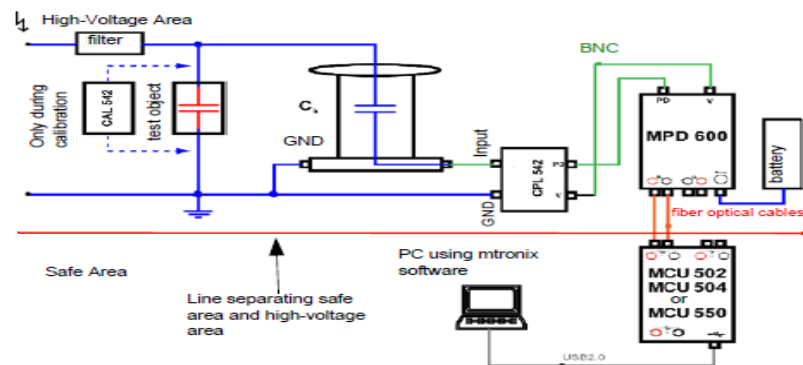 High-Voltage Area
filter
Only during
calibration
CAL 542
test object
GND
Input
GND
CPL 542
PD
V
BNC
PD
V
MPD 600
battery
fiber optical cables
Safe Area
Line separating safe
area and high-voltage
area
PC using mtronix
software
MCU 502
MCU 504
or
MCU 550
USB2.0